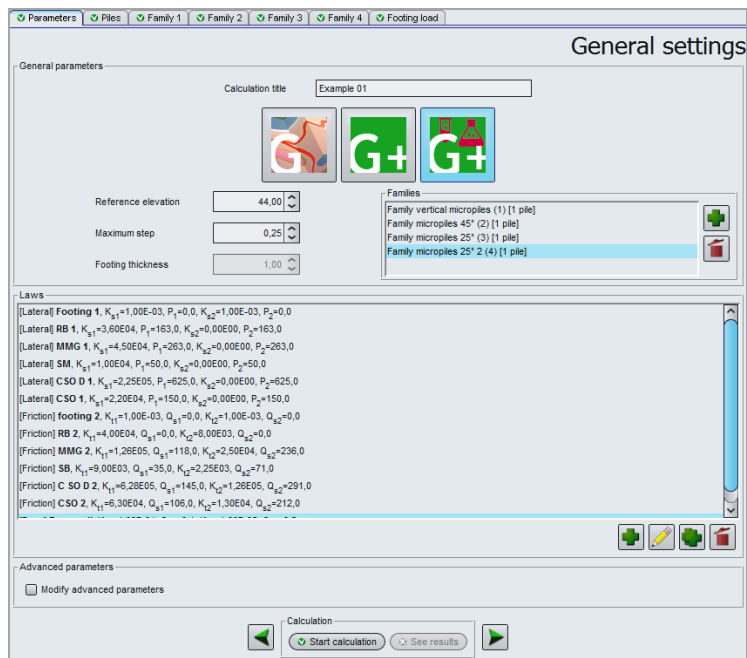 Parameters Piles Family 1 Family 2 Family 3 Family 4 Footing load
General settings
General parameters
Calculation title Example 01
G G+ G+
Reference elevation 44,00
Maximum step 0,25
Footing thickness 1,00
Families
Family vertical micropiles (1) [1 pile]
Family micropiles 45° (2) [1 pile]
Family micropiles 25° (3) [1 pile]
Family micropiles 25° 2 (4) [1 pile]
Laws
[Lateral] Footing 1, Ks1=1,00E-03, P1=0,0, Ks2=1,00E-03, P2=0,0
[Lateral] RB 1, Ks1=3,60E04, P1=163,0, Ks2=0,00E00, P2=163,0
[Lateral] MMG 1, Ks1=4,50E04, P1=263,0, Ks2=0,00E00, P2=263,0
[Lateral] SM, Ks1=1,00E04, P1=50,0, Ks2=0,00E00, P2=50,0
[Lateral] CSO D 1, Ks1=2,25E05, P1=625,0, Ks2=0,00E00, P2=625,0
[Lateral] CSO 1, Ks1=2,20E04, P1=150,0, Ks2=0,00E00, P2=150,0
[Friction] footing 2, Kt1=1,00E-03, Qs1=0,0, Kt2=1,00E-03, Qs2=0,0
[Friction] RB 2, Kt1=4,00E04, Qs1=0,0, Kt2=8,00E03, Qs2=0,0
[Friction] MMG 2, Kt1=1,26E05, Qs1=118,0, Kt2=2,50E04, Qs2=236,0
[Friction] SB, Kt1=9,00E03, Qs1=35,0, Kt2=2,25E03, Qs2=71,0
[Friction] C SO D 2, Kt1=6,28E05, Qs1=145,0, Kt2=1,26E05, Qs2=291,0
[Friction] CSO 2, Kt1=6,30E04, Qs1=106,0, Kt2=1,30E04, Qs2=212,0
Advanced parameters
Modify advanced parameters
Calculation
Start calculation See results